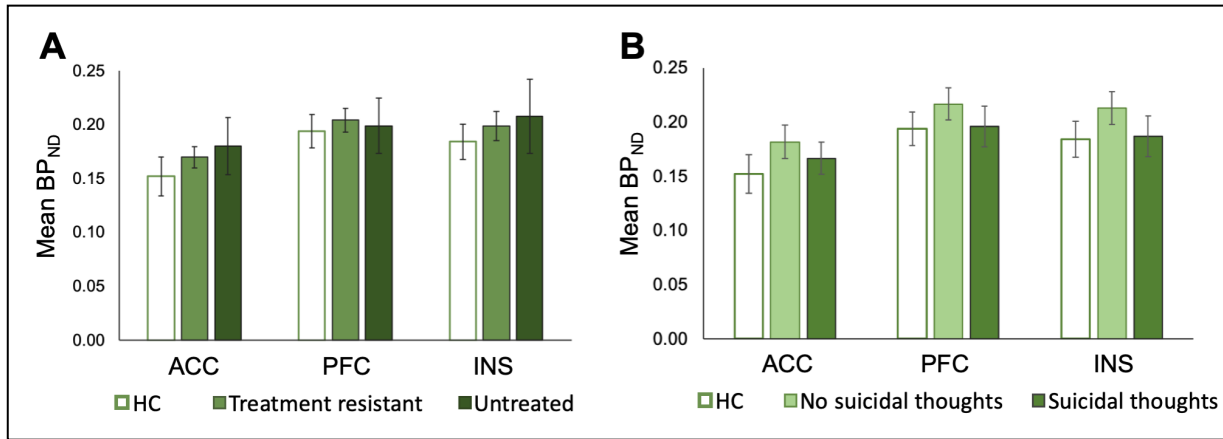 A
Mean BPND
0.25
0.20
0.15
0.10
0.05
0.00
ACC PFC INS
HC Treatment resistant Untreated
B
Mean BPND
0.25
0.20
0.15
0.10
0.05
0.00
ACC PFC INS
HC No suicidal thoughts Suicidal thoughts